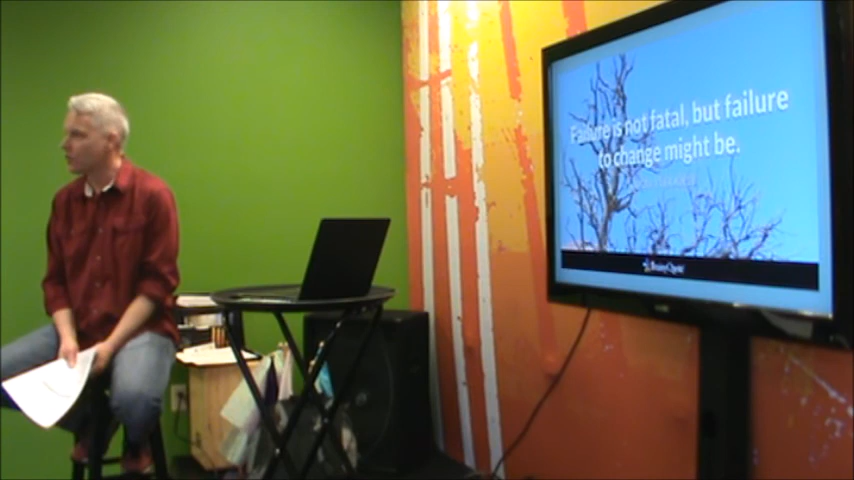 Failure is not fatal, but failure
to change might be.